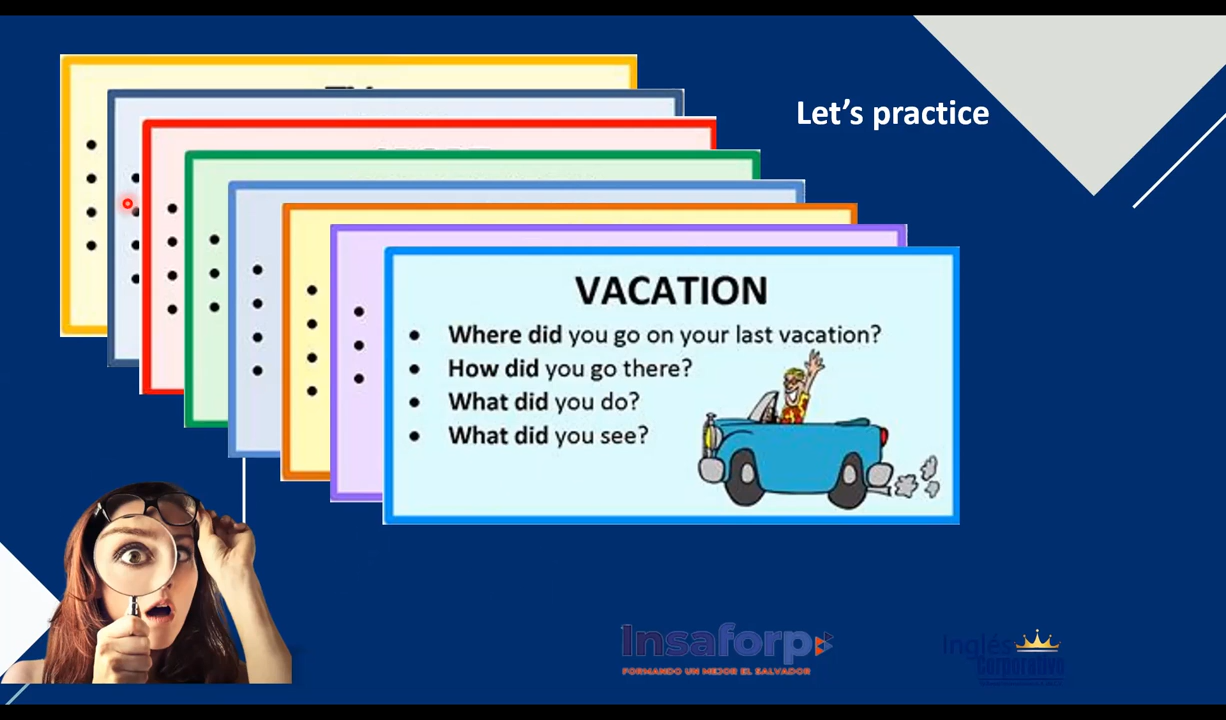 Let's practice
VACATION
• Where did you go on your last vacation?
• How did you go there?
• What did you do?
• What did you see?
Insaforp
FORMANDO UN MEJOR EL SALVADOR
Inglés
Corporativo